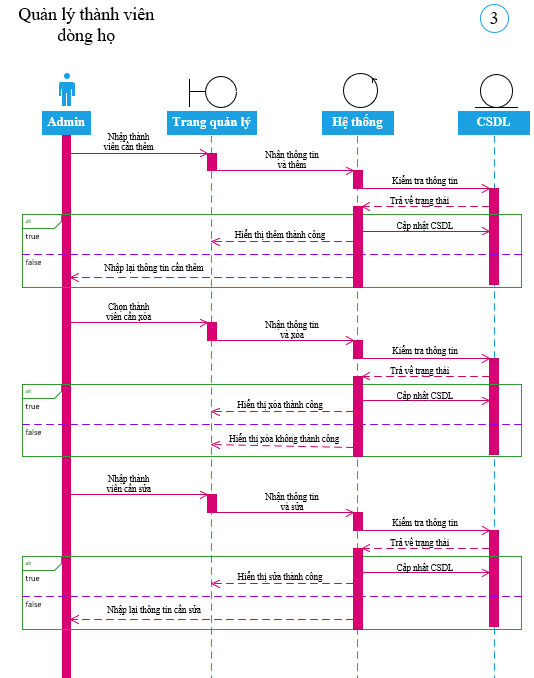 Quản lý thành viên
dòng họ
3
Admin
Trang quản lý
Hệ thống
CSDL
Nhập thành
viên cần thêm
Nhận thông tin
và thêm
Kiểm tra thông tin
Trả về trạng thái
alt
true
Cập nhật CSDL
Hiển thị thêm thành công
false
Nhập lại thông tin cần thêm
Chọn thành
viên cần xóa
Nhận thông tin
và xóa
Kiểm tra thông tin
Trả về trạng thái
alt
true
Cập nhật CSDL
Hiển thị xóa thành công
false
Hiển thị xóa không thành công
Nhập thành
viên cần sửa
Nhận thông tin
và sửa
Kiểm tra thông tin
Trả về trạng thái
alt
true
Cập nhật CSDL
Hiển thị sửa thành công
false
Nhập lại thông tin cần sửa